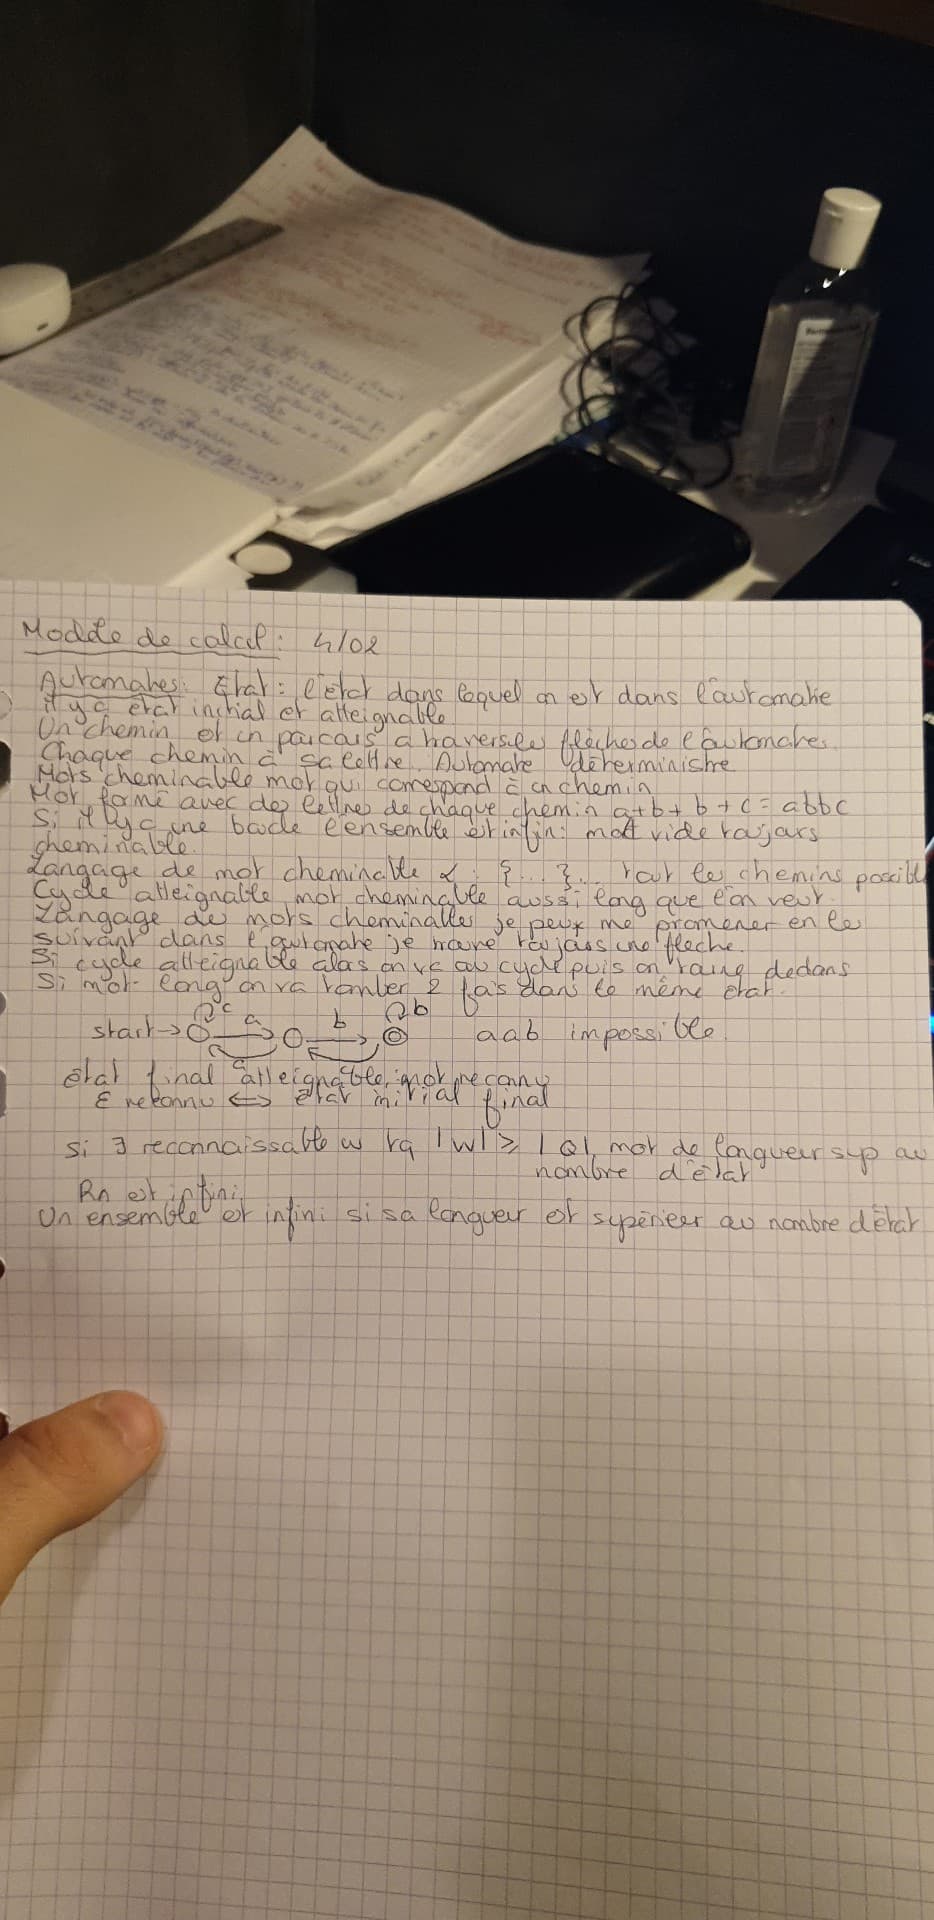 Modèle de calcul : 4/02
Automates: Etat : l'état dans lequel on est dans l'automate
il y a état initial et atteignable
Un chemin est un parcours a travers les flèches de l'automates.
Chaque chemin à sa lettre. Automate déterministe
Mots cheminable mot qui correspond à un chemin
Mot formé avec des lettres de chaque chemin a+b+b+c = abbc
Si il y a une boucle l'ensemble est infini mot vide toujours
cheminable.
Langage de mot cheminable L : {...}. Tout les chemins possible
Cycle atteignable mot cheminable aussi long que l'on veut.
Langage des mots cheminables je peux me promener en le
suivant dans l'automate je trouve toujours une flèche.
Si cycle atteignable alors on va au cycle puis on tourne dedans
Si mot long on va tomber 2 fois dans le même état.
c a b b
start → aab impossible
état final atteignable, mot reconnu
ε reconnu ⟺ état initial final
Si ∃ reconnaissable w tq |w| ≥ |Q|, mot de longueur sup au
nombre d'état
est infini
Un ensemble est infini si sa longueur est supérieur au nombre d'état